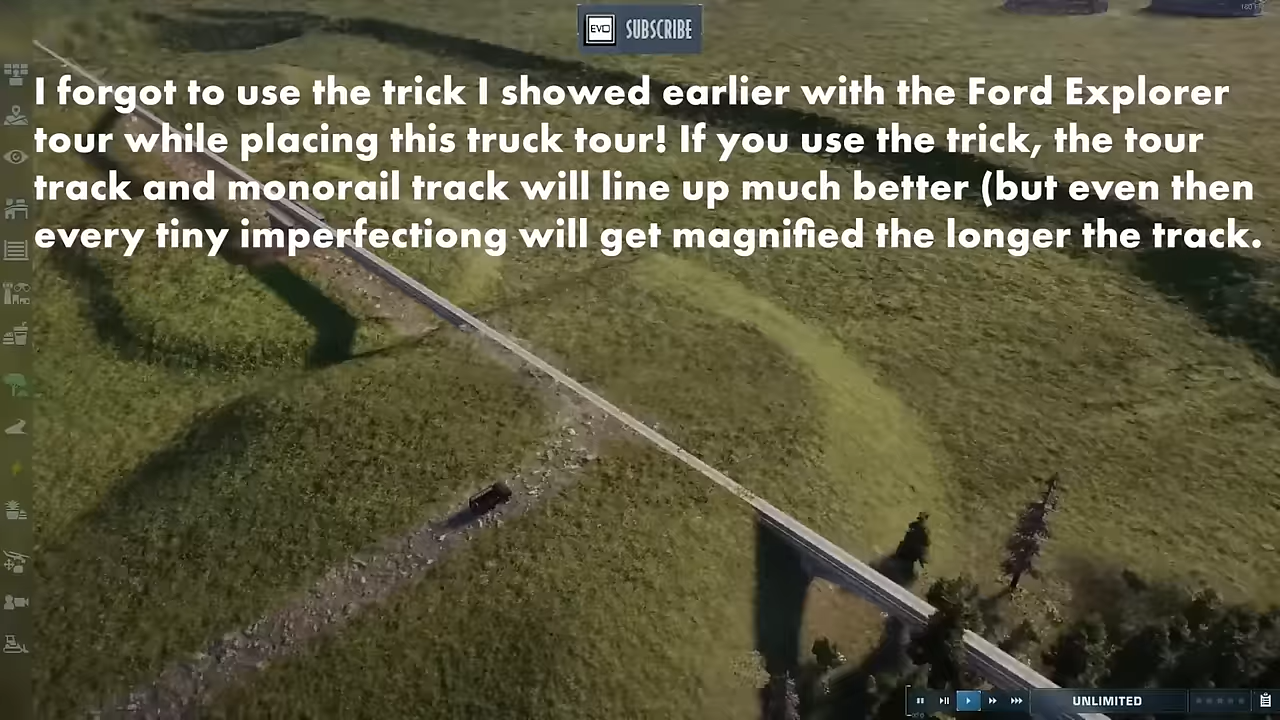 EVO SUBSCRIBE
I forgot to use the trick I showed earlier with the Ford Explorer
tour while placing this truck tour! If you use the trick, the tour
track and monorail track will line up much better (but even then
every tiny imperfectiong will get magnified the longer the track.
UNLIMITED